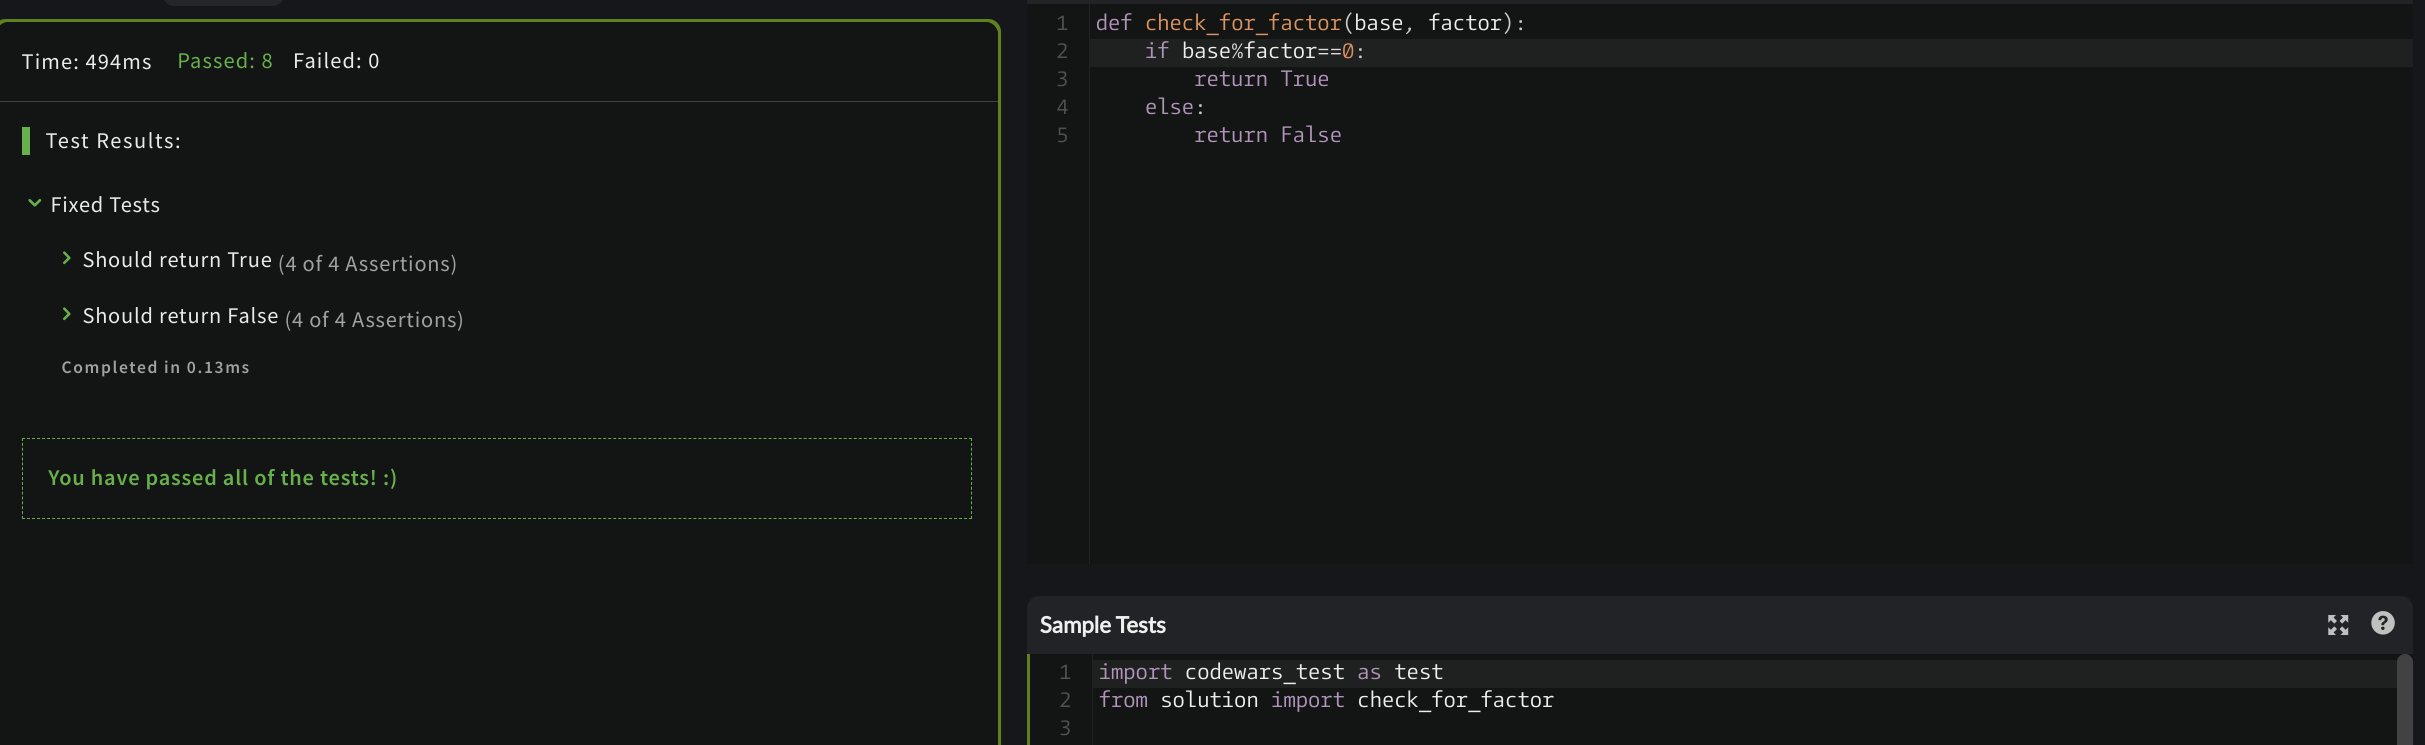 Time: 494ms Passed: 8 Failed: 0
Test Results:
Fixed Tests
Should return True (4 of 4 Assertions)
Should return False (4 of 4 Assertions)
Completed in 0.13ms
You have passed all of the tests! :)
1 def check_for_factor(base, factor):
2     if base%factor==0:
3         return True
4     else:
5         return False
Sample Tests
1 import codewars_test as test
2 from solution import check_for_factor
3